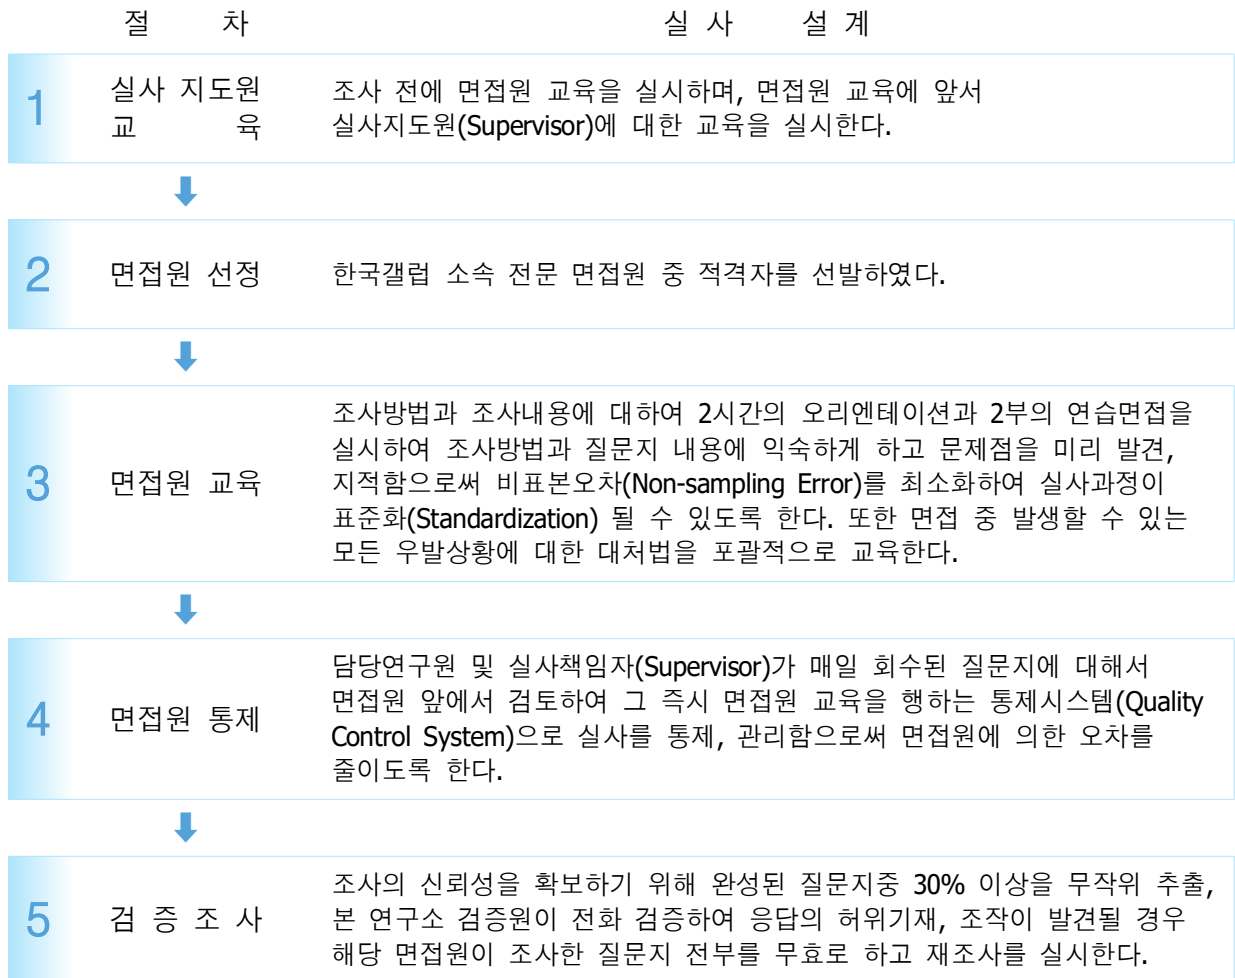 절 차 실 사 설 계
1 실사 지도원 교 육
조사 전에 면접원 교육을 실시하며, 면접원 교육에 앞서
실사지도원(Supervisor)에 대한 교육을 실시한다.
2 면접원 선정
한국갤럽 소속 전문 면접원 중 적격자를 선발하였다.
3 면접원 교육
조사방법과 조사내용에 대하여 2시간의 오리엔테이션과 2부의 연습면접을
실시하여 조사방법과 질문지 내용에 익숙하게 하고 문제점을 미리 발견,
지적함으로써 비표본오차(Non-sampling Error)를 최소화하여 실사과정이
표준화(Standardization) 될 수 있도록 한다. 또한 면접 중 발생할 수 있는
모든 우발상황에 대한 대처법을 포괄적으로 교육한다.
4 면접원 통제
담당연구원 및 실사책임자(Supervisor)가 매일 회수된 질문지에 대해서
면접원 앞에서 검토하여 그 즉시 면접원 교육을 행하는 통제시스템(Quality
Control System)으로 실사를 통제, 관리함으로써 면접원에 의한 오차를
줄이도록 한다.
5 검 증 조 사
조사의 신뢰성을 확보하기 위해 완성된 질문지중 30% 이상을 무작위 추출,
본 연구소 검증원이 전화 검증하여 응답의 허위기재, 조작이 발견될 경우
해당 면접원이 조사한 질문지 전부를 무효로 하고 재조사를 실시한다.